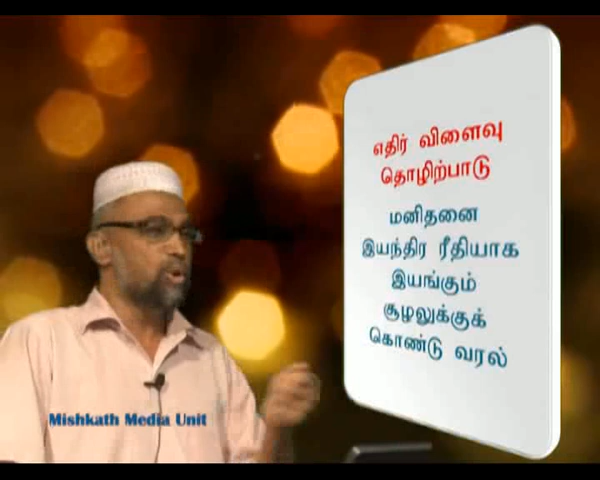 எதிர் விளைவு
தொழிற்பாடு
மனிதனை
இயந்திர ரீதியாக
இயங்கும்
சூழலுக்குக்
கொண்டு வரல்
Mishkath Media Unit